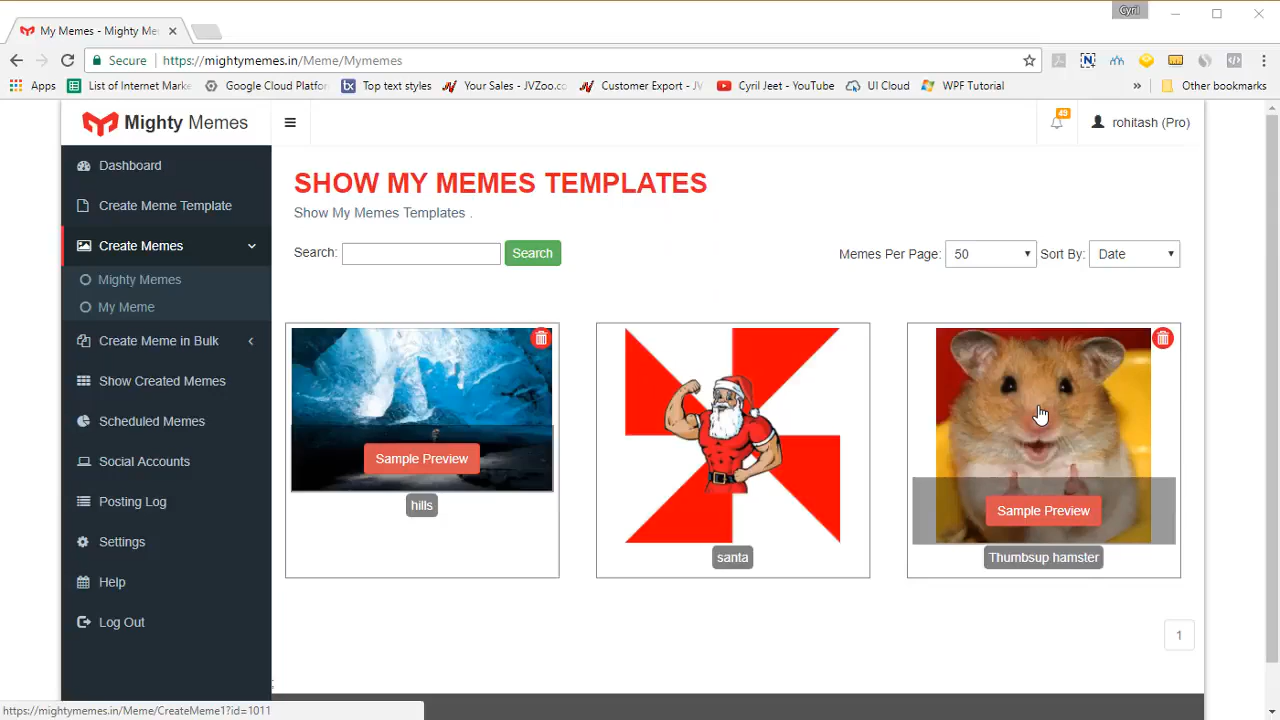 Cyril
My Memes - Mighty Me
Secure
https://mightymemes.in/Meme/Mymemes
Apps
List of Internet Marke
Google Cloud Platfor
Top text styles
Your Sales - JVZoo.co
Customer Export - JV
Cyril Jeet - YouTube
UI Cloud
WPF Tutorial
»
Other bookmarks
Mighty Memes
49
rohitash (Pro)
Dashboard
Create Meme Template
Create Memes
Mighty Memes
My Meme
Create Meme in Bulk
Show Created Memes
Scheduled Memes
Social Accounts
Posting Log
Settings
Help
Log Out
SHOW MY MEMES TEMPLATES
Show My Memes Templates .
Search:
Search
Memes Per Page:
50
Sort By:
Date
Sample Preview
hills
santa
Sample Preview
Thumbsup hamster
1
https://mightymemes.in/Meme/CreateMeme1?id=1011